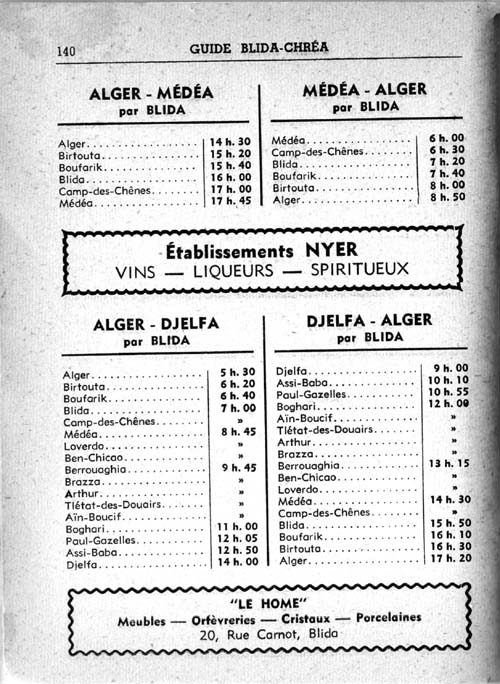 140
GUIDE BLIDA-CHRÉA
ALGER - MÉDÉA
par BLIDA
Alger 14 h. 30
Birtouta 15 h. 20
Boufarik 15 h. 40
Blida 16 h. 00
Camp-des-Chênes 17 h. 00
Médéa 17 h. 45
MÉDÉA - ALGER
par BLIDA
Médéa 6 h. 00
Camp-des-Chênes 6 h. 30
Blida 7 h. 20
Boufarik 7 h. 40
Birtouta 8 h. 00
Alger 8 h. 50
Établissements NYER
VINS — LIQUEURS — SPIRITUEUX
ALGER - DJELFA
par BLIDA
Alger 5 h. 30
Birtouta 6 h. 20
Boufarik 6 h. 40
Blida 7 h. 00
Camp-des-Chênes »
Médéa 8 h. 45
Loverdo »
Ben-Chicao »
Berrouaghia 9 h. 45
Brazza »
Arthur »
Tlétat-des-Douairs »
Aïn-Boucif »
Boghari 11 h. 00
Paul-Gazelles 12 h. 05
Assi-Baba 12 h. 50
Djelfa 14 h. 00
DJELFA - ALGER
par BLIDA
Djelfa 9 h. 00
Assi-Baba 10 h. 10
Paul-Gazelles 10 h. 55
Boghari 12 h. 00
Aïn-Boucif »
Tlétat-des-Douairs »
Arthur »
Brazza »
Berrouaghia 13 h. 15
Ben-Chicao »
Loverdo »
Médéa 14 h. 30
Camp-des-Chênes »
Blida 15 h. 50
Boufarik 16 h. 10
Birtouta 16 h. 30
Alger 17 h. 20
"LE HOME"
Meubles — Orfèvreries — Cristaux — Porcelaines
20, Rue Carnot, Blida